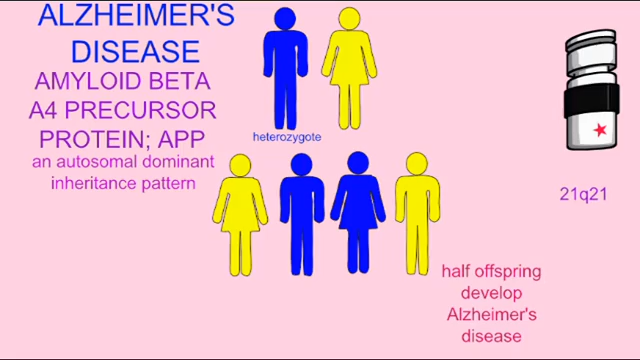 ALZHEIMER'S
DISEASE
AMYLOID BETA
A4 PRECURSOR
PROTEIN; APP
an autosomal dominant
inheritance pattern
heterozygote
21q21
half offspring
develop
Alzheimer's
disease